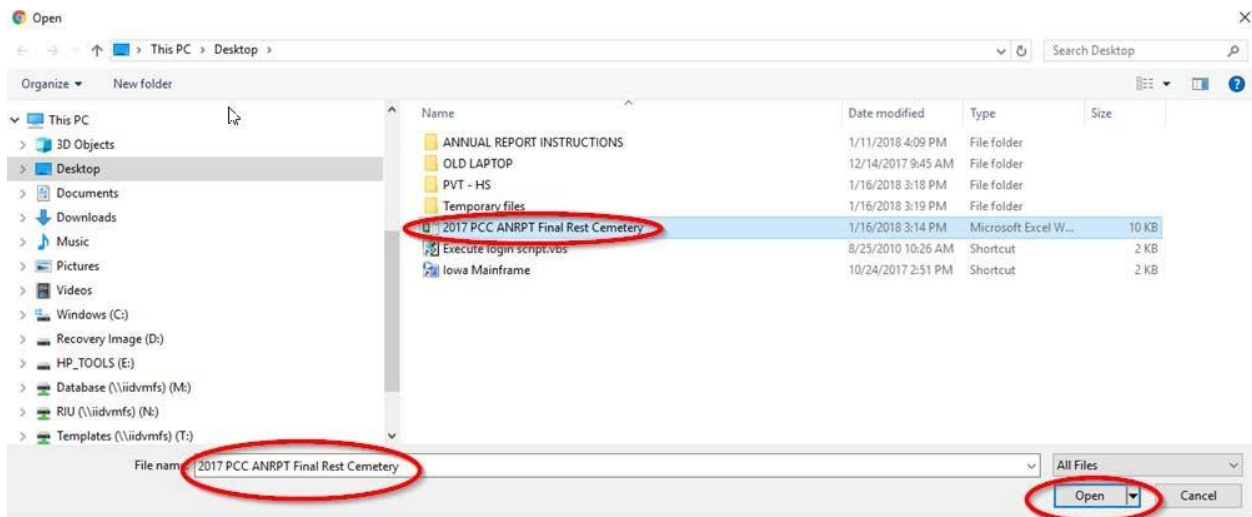 Open
This PC > Desktop >
Search Desktop
Organize New folder
Name Date modified Type Size
This PC
3D Objects
Desktop
Documents
Downloads
Music
Pictures
Videos
Windows (C:)
Recovery Image (D:)
HP_TOOLS (E:)
Database (\\iidvmfs) (M:)
RIU (\\iidvmfs) (N:)
Templates (\\iidvmfs) (T:)
ANNUAL REPORT INSTRUCTIONS 1/11/2018 4:09 PM File folder
OLD LAPTOP 12/14/2017 9:45 AM File folder
PVT - HS 1/16/2018 3:18 PM File folder
Temporary files 1/16/2018 3:19 PM File folder
2017 PCC ANRPT Final Rest Cemetery 1/16/2018 3:14 PM Microsoft Excel W... 10 KB
Execute login script.vbs 8/25/2010 10:26 AM Shortcut 2 KB
Iowa Mainframe 10/24/2017 2:51 PM Shortcut 2 KB
File name: 2017 PCC ANRPT Final Rest Cemetery All Files
Open Cancel